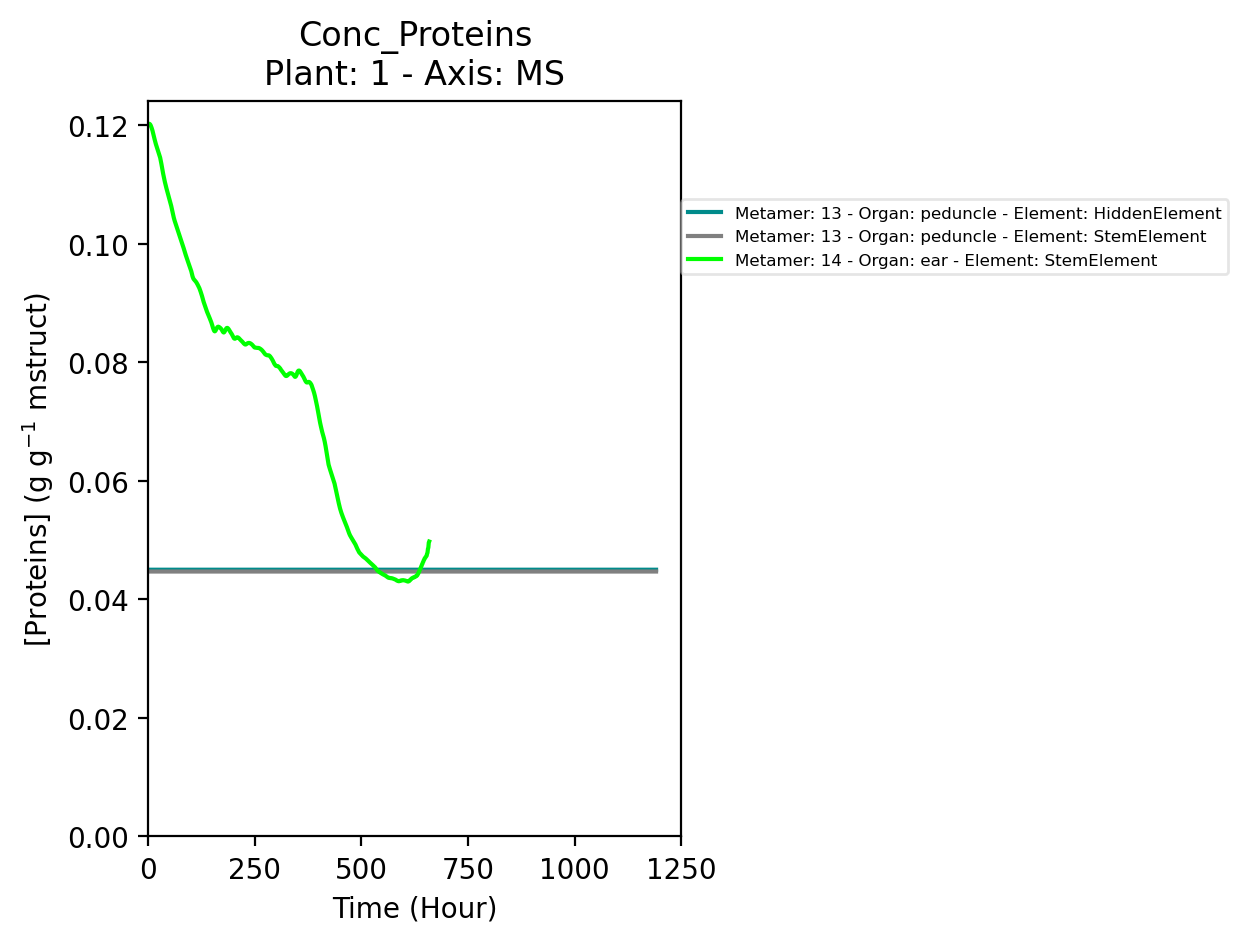 Conc_Proteins
Plant: 1 - Axis: MS
0.12
0.10
0.08
0.06
0.04
0.02
0.00
[Proteins] (g g⁻¹ mstruct)
0 250 500 750 1000 1250
Time (Hour)
Metamer: 13 - Organ: peduncle - Element: HiddenElement
Metamer: 13 - Organ: peduncle - Element: StemElement
Metamer: 14 - Organ: ear - Element: StemElement